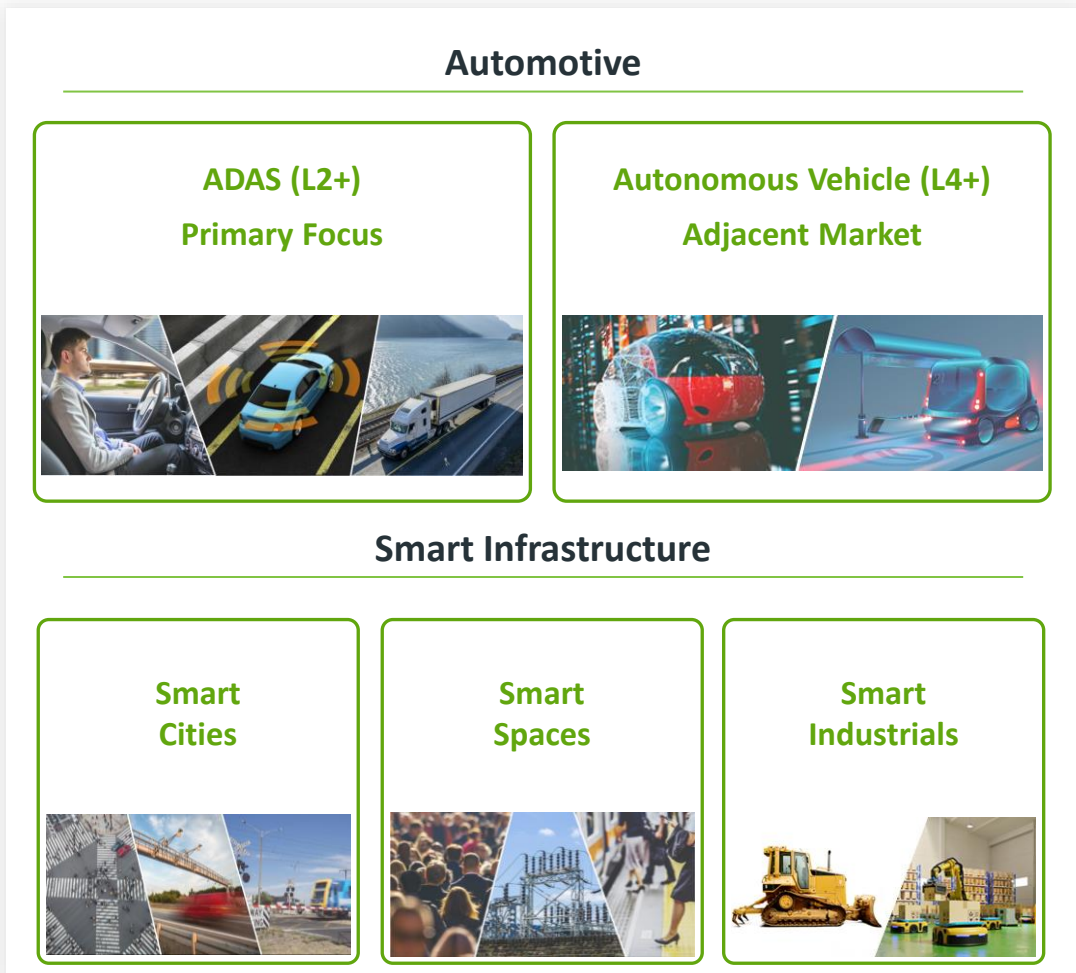 Automotive
ADAS (L2+)
Primary Focus
Autonomous Vehicle (L4+)
Adjacent Market
Smart Infrastructure
Smart
Cities
Smart
Spaces
Smart
Industrials